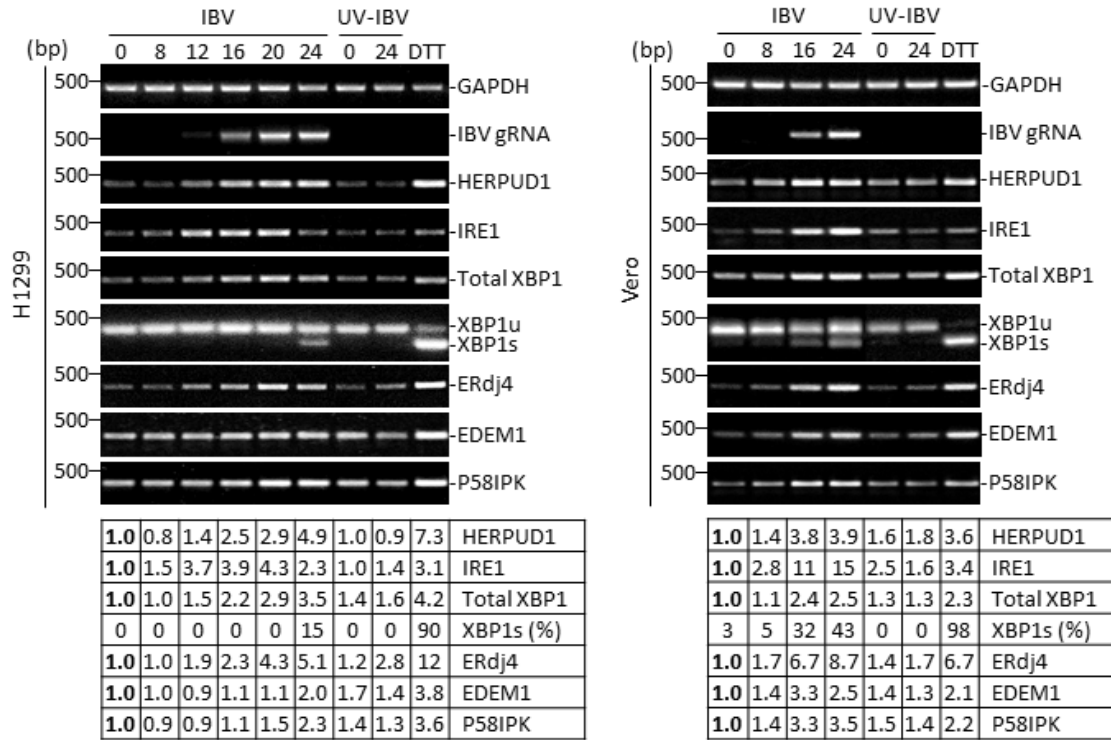 IBV UV-IBV
(bp) 0 8 12 16 20 24 0 24 DTT
H1299
500 GAPDH
500 IBV gRNA
500 HERPUD1
500 IRE1
500 Total XBP1
500 XBP1u
XBP1s
500 ERdj4
500 EDEM1
500 P58IPK
1.0 0.8 1.4 2.5 2.9 4.9 1.0 0.9 7.3 HERPUD1
1.0 1.5 3.7 3.9 4.3 2.3 1.0 1.4 3.1 IRE1
1.0 1.0 1.5 2.2 2.9 3.5 1.4 1.6 4.2 Total XBP1
0 0 0 0 0 15 0 0 90 XBP1s (%)
1.0 1.0 1.9 2.3 4.3 5.1 1.2 2.8 12 ERdj4
1.0 1.0 0.9 1.1 1.1 2.0 1.7 1.4 3.8 EDEM1
1.0 0.9 0.9 1.1 1.5 2.3 1.4 1.3 3.6 P58IPK
IBV UV-IBV
(bp) 0 8 16 24 0 24 DTT
Vero
500 GAPDH
500 IBV gRNA
500 HERPUD1
500 IRE1
500 Total XBP1
500 XBP1u
XBP1s
500 ERdj4
500 EDEM1
500 P58IPK
1.0 1.4 3.8 3.9 1.6 1.8 3.6 HERPUD1
1.0 2.8 11 15 2.5 1.6 3.4 IRE1
1.0 1.1 2.4 2.5 1.3 1.3 2.3 Total XBP1
3 5 32 43 0 0 98 XBP1s (%)
1.0 1.7 6.7 8.7 1.4 1.7 6.7 ERdj4
1.0 1.4 3.3 2.5 1.4 1.3 2.1 EDEM1
1.0 1.4 3.3 3.5 1.5 1.4 2.2 P58IPK